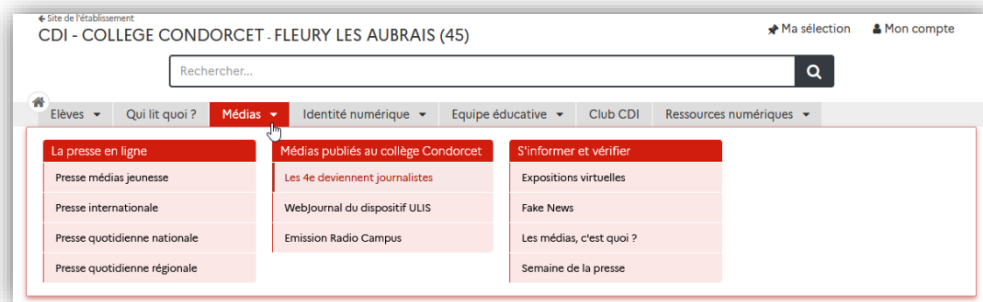 Site de l'établissement
CDI - COLLEGE CONDORCET - FLEURY LES AUBRAIS (45)
Ma sélection Mon compte
Rechercher...
Elèves Qui lit quoi ? Médias Identité numérique Equipe éducative Club CDI Ressources numériques
La presse en ligne
Presse médias jeunesse
Presse internationale
Presse quotidienne nationale
Presse quotidienne régionale
Médias publiés au collège Condorcet
Les 4e deviennent journalistes
WebJournal du dispositif ULIS
Emission Radio Campus
S'informer et vérifier
Expositions virtuelles
Fake News
Les médias, c'est quoi ?
Semaine de la presse